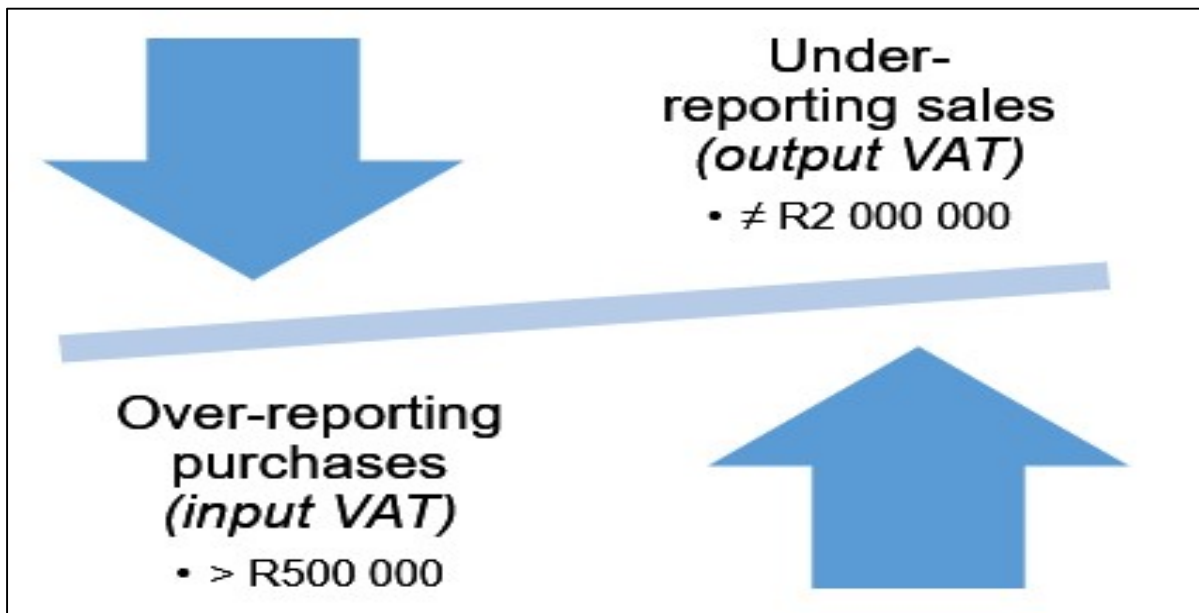 Under-
reporting sales
(output VAT)
• ≠ R2 000 000
Over-reporting
purchases
(input VAT)
• > R500 000